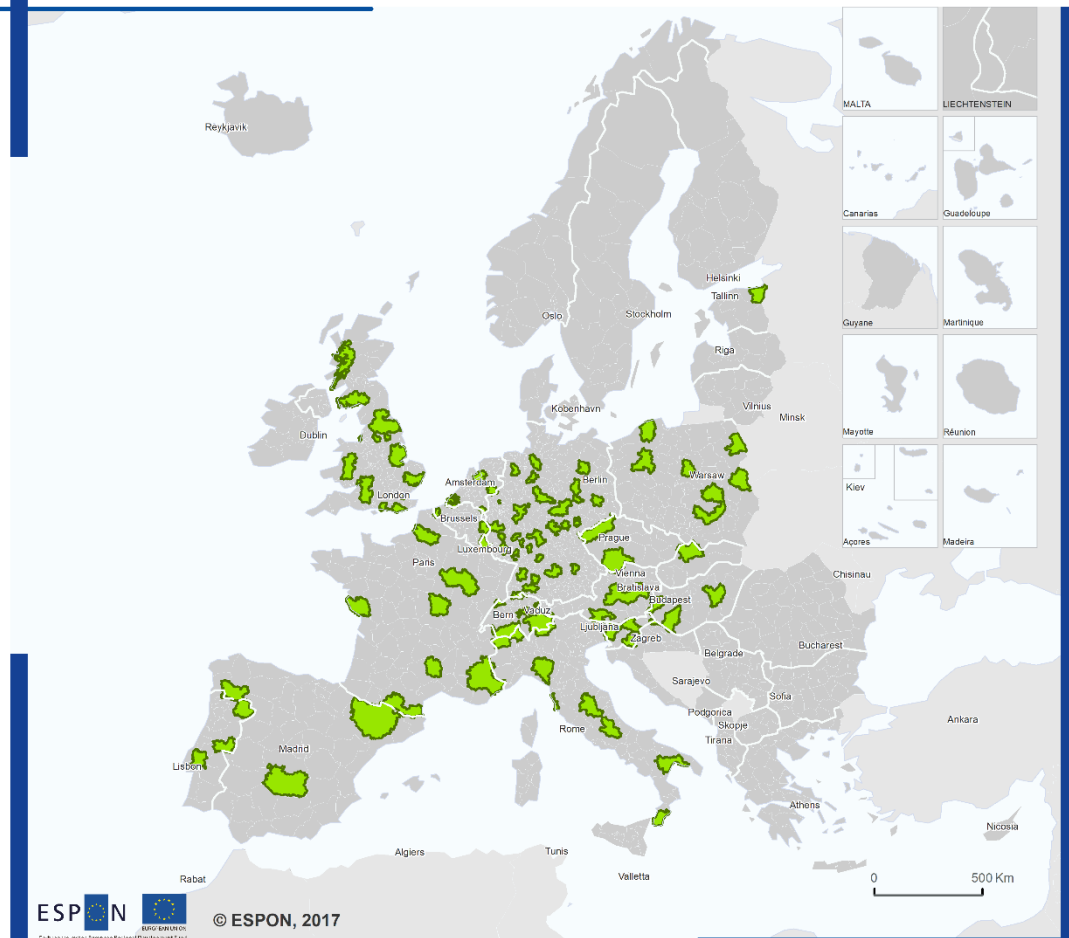 MALTA
LIECHTENSTEIN
Reykjavik
Canarias
Guadeloupe
Helsinki
Tallinn
Oslo
Stockholm
Guyane
Martinique
Riga
Kobenhavn
Vilnius
Minsk
Dublin
Mayotte
Réunion
Amsterdam
Berlin
Warsaw
London
Kiev
Brussels
Prague
Açores
Madeira
Luxembourg
Paris
Vienna
Chisinau
Bratislava
Budapest
Bern
Vaduz
Ljubljana
Zagreb
Bucharest
Belgrade
Sarajevo
Sofia
Podgorica
Ankara
Skopje
Rome
Tirana
Madrid
Lisbon
Athens
Nicosia
Algiers
Tunis
Valletta
Rabat
0 500 Km
ESPON
EUROPEAN UNION
© ESPON, 2017